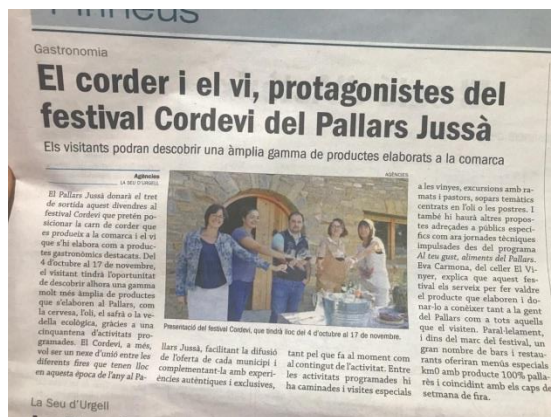 Pirineus
Gastronomia
El corder i el vi, protagonistes del
festival Cordevi del Pallars Jussà
Els visitants podran descobrir una àmplia gamma de productes elaborats a la comarca
Agències
LA SEU D'URGELL
El Pallars Jussà donarà el tret
de sortida aquest divendres al
festival Cordevi que pretén po-
sicionar la carn de corder que
es produeix a la comarca i el vi
que s'hi elabora com a produc-
tes gastronòmics destacats. Del
4 d'octubre al 17 de novembre,
el visitant tindrà l'oportunitat
de descobrir alhora una gamma
molt més àmplia de productes
que s'elaboren al Pallars, com
la cervesa, l'oli, el safrà o la ve-
della ecològica, gràcies a una
cinquantena d'activitats pro-
gramades. El Cordevi, a més,
vol ser un nexe d'unió entre les
diferents fires que tenen lloc
en aquesta època de l'any al Pa-
AGÈNCIES
Presentació del festival Cordevi, que tindrà lloc del 4 d'octubre al 17 de novembre.
llars Jussà, facilitant la difusió
de l'oferta de cada municipi i
complementant-la amb experi-
ències autèntiques i exclusives,
tant pel que fa al moment com
al contingut de l'activitat. Entre
les activitats programades hi
ha caminades i visites especials
a les vinyes, excursions amb ra-
mats i pastors, sopars temàtics
centrats en l'oli o les postres. I
també hi haurà altres propos-
tes adreçades a públics especí-
fics com ara jornades tècniques
impulsades des del programa
Al teu gust, aliments del Pallars.
Eva Carmona, del celler El Vi-
nyer, explica que aquest fes-
tival els serveix per fer valdre
el producte que elaboren i do-
nar-lo a conèixer tant a la gent
del Pallars com a tots aquells
que el visiten. Paral·lelament,
i dins del marc del festival, un
gran nombre de bars i restau-
rants oferiran menús especials
km0 amb producte 100% palla-
rès i coincidint amb els caps de
setmana de fira.
La Seu d'Urgell